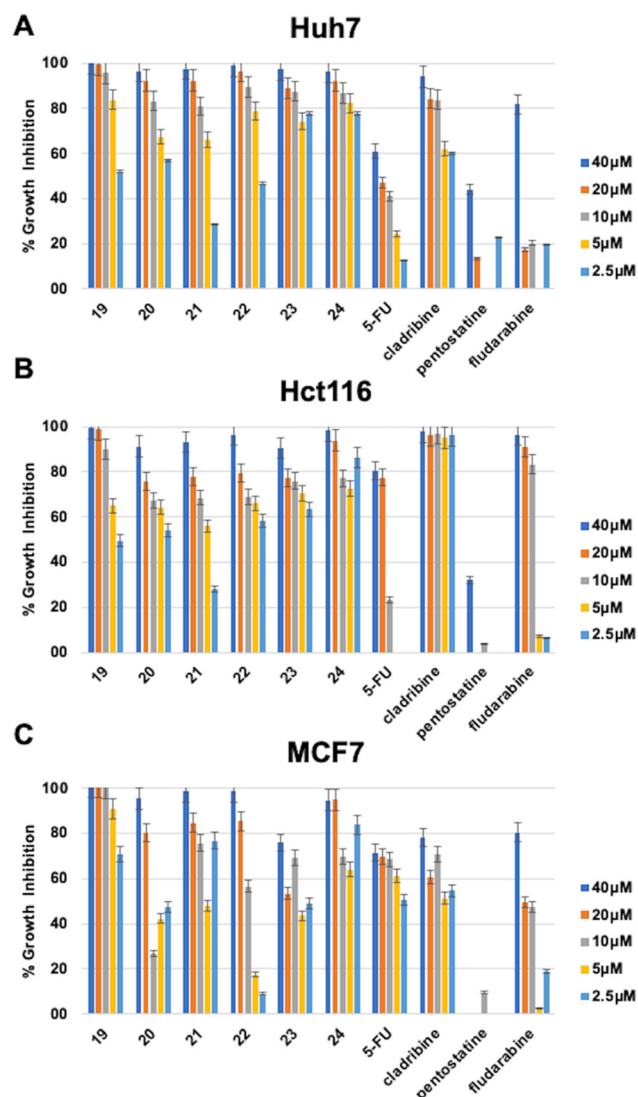 A
Huh7
% Growth Inhibition
100
80
60
40
20
00
19
20
21
22
23
24
5-FU
cladribine
pentostatine
fludarabine
40µM
20µM
10µM
5µM
2.5µM
B
Hct116
% Growth Inhibition
100
80
60
40
20
00
19
20
21
22
23
24
5-FU
cladribine
pentostatine
fludarabine
40µM
20µM
10µM
5µM
2.5µM
C
MCF7
% Growth Inhibition
100
80
60
40
20
00
19
20
21
22
23
24
5-FU
cladribine
pentostatine
fludarabine
40µM
20µM
10µM
5µM
2.5µM